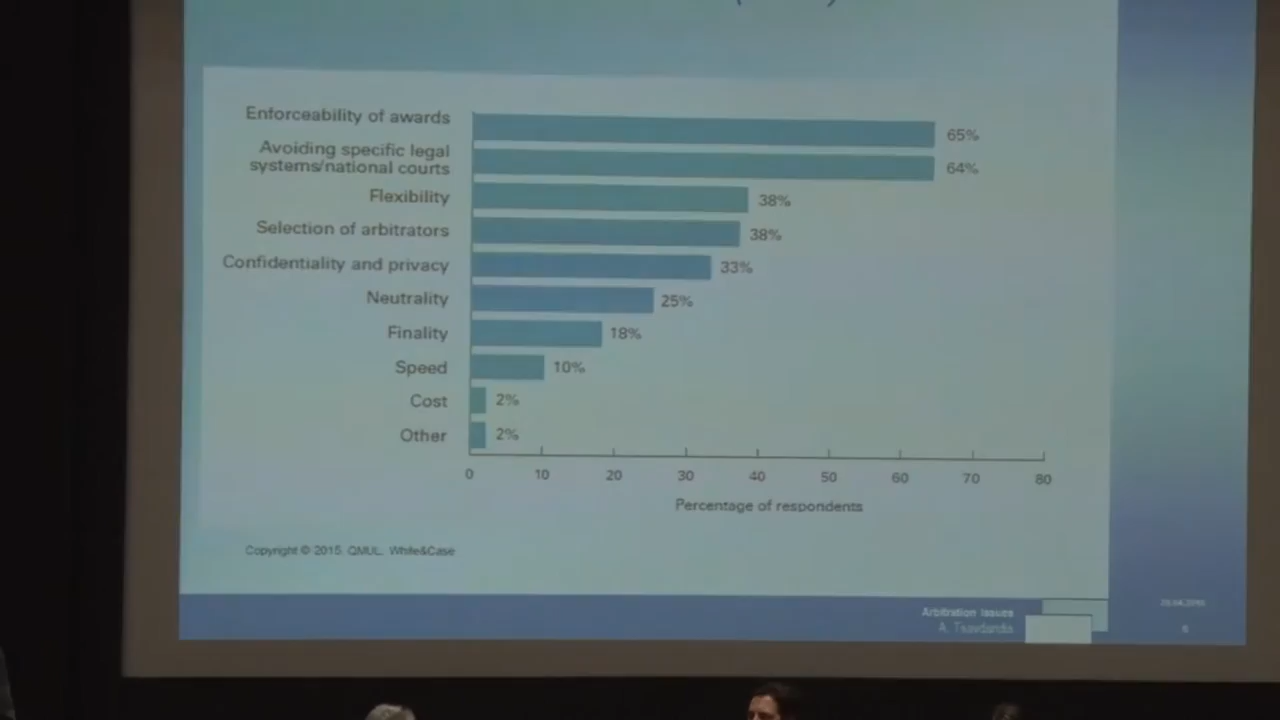 Enforceability of awards
65%
Avoiding specific legal
systems/national courts
64%
Flexibility
38%
Selection of arbitrators
38%
Confidentiality and privacy
33%
Neutrality
25%
Finality
18%
Speed
10%
Cost
2%
Other
2%
0 10 20 30 40 50 60 70 80
Percentage of respondents
Copyright © 2015. QMUL. White&Case
Arbitration Issues
A.
6